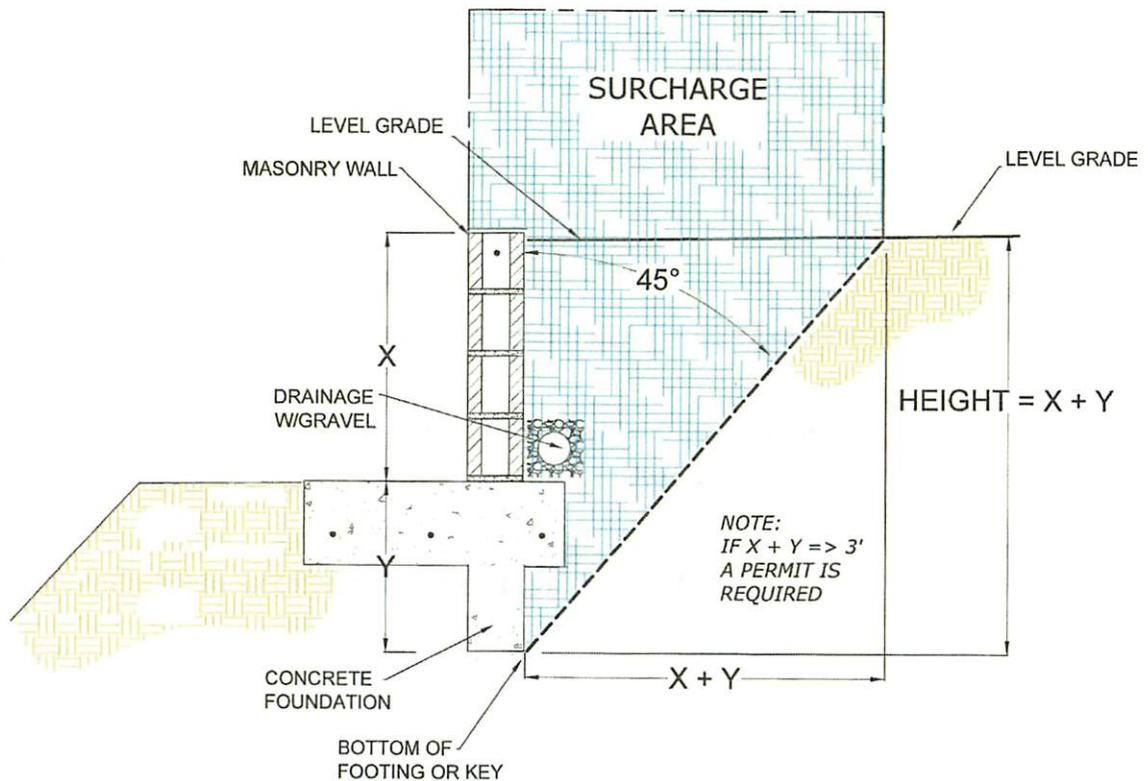 SURCHARGE
AREA
LEVEL GRADE
MASONRY WALL
LEVEL GRADE
45°
X
DRAINAGE
W/GRAVEL
HEIGHT = X + Y
NOTE:
IF X + Y => 3'
A PERMIT IS
REQUIRED
Y
X + Y
CONCRETE
FOUNDATION
BOTTOM OF
FOOTING OR KEY